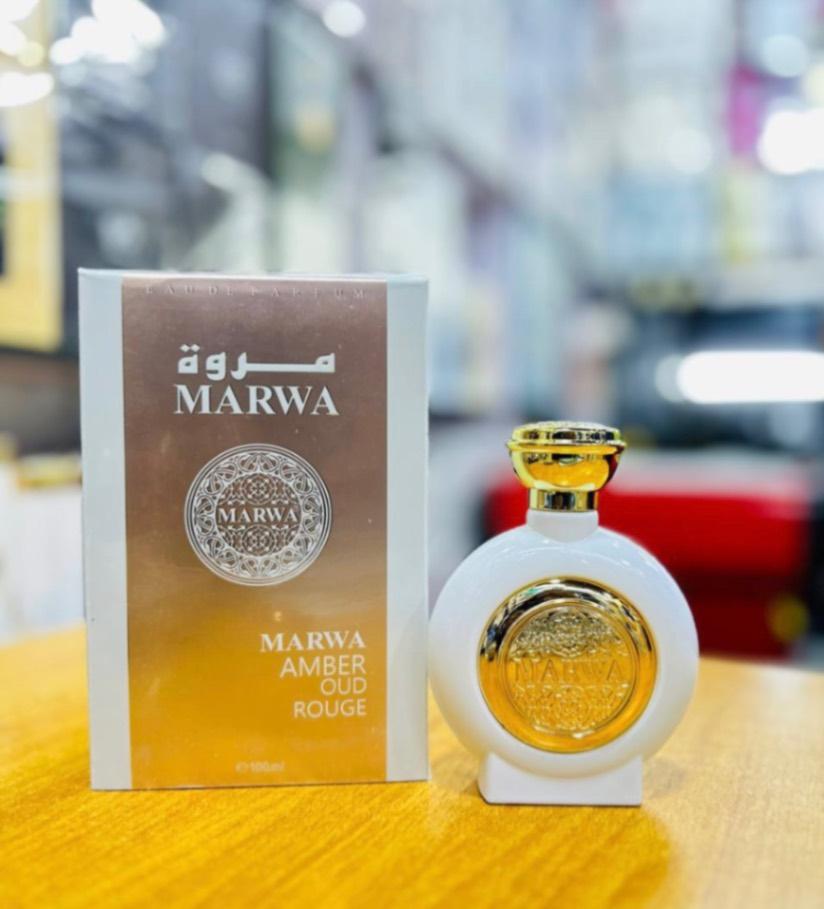 EAU DE PARFUM
مروة
MARWA
MARWA
MARWA
AMBER
OUD
ROUGE
℮100ml
MARWA